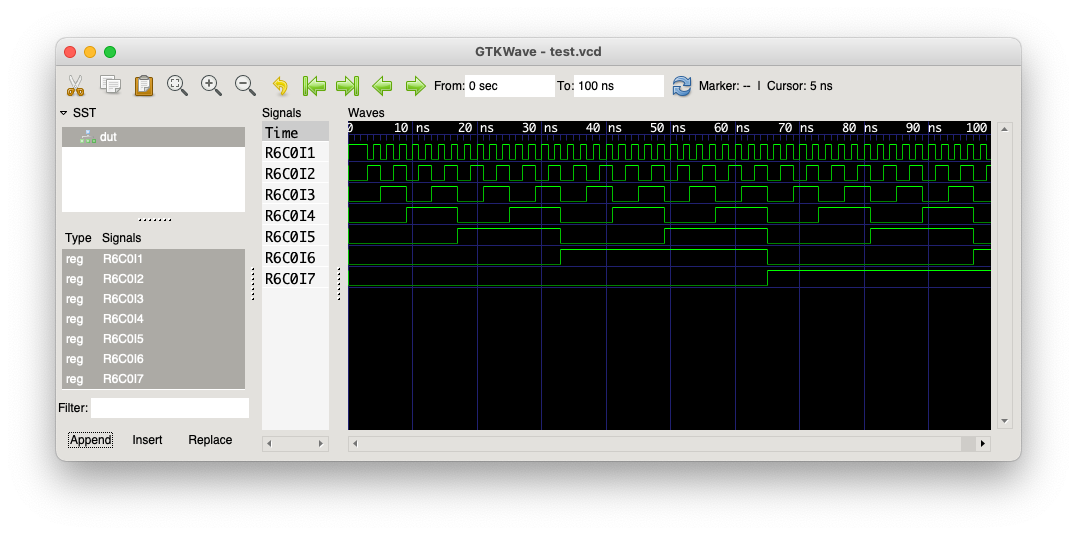 GTKWave - test.vcd
From: 0 sec To: 100 ns Marker: -- | Cursor: 5 ns
SST
dut
Type Signals
reg R6C0I1
reg R6C0I2
reg R6C0I3
reg R6C0I4
reg R6C0I5
reg R6C0I6
reg R6C0I7
Filter:
Append Insert Replace
Signals
Time
R6C0I1
R6C0I2
R6C0I3
R6C0I4
R6C0I5
R6C0I6
R6C0I7
Waves
0 10 ns 20 ns 30 ns 40 ns 50 ns 60 ns 70 ns 80 ns 90 ns 100